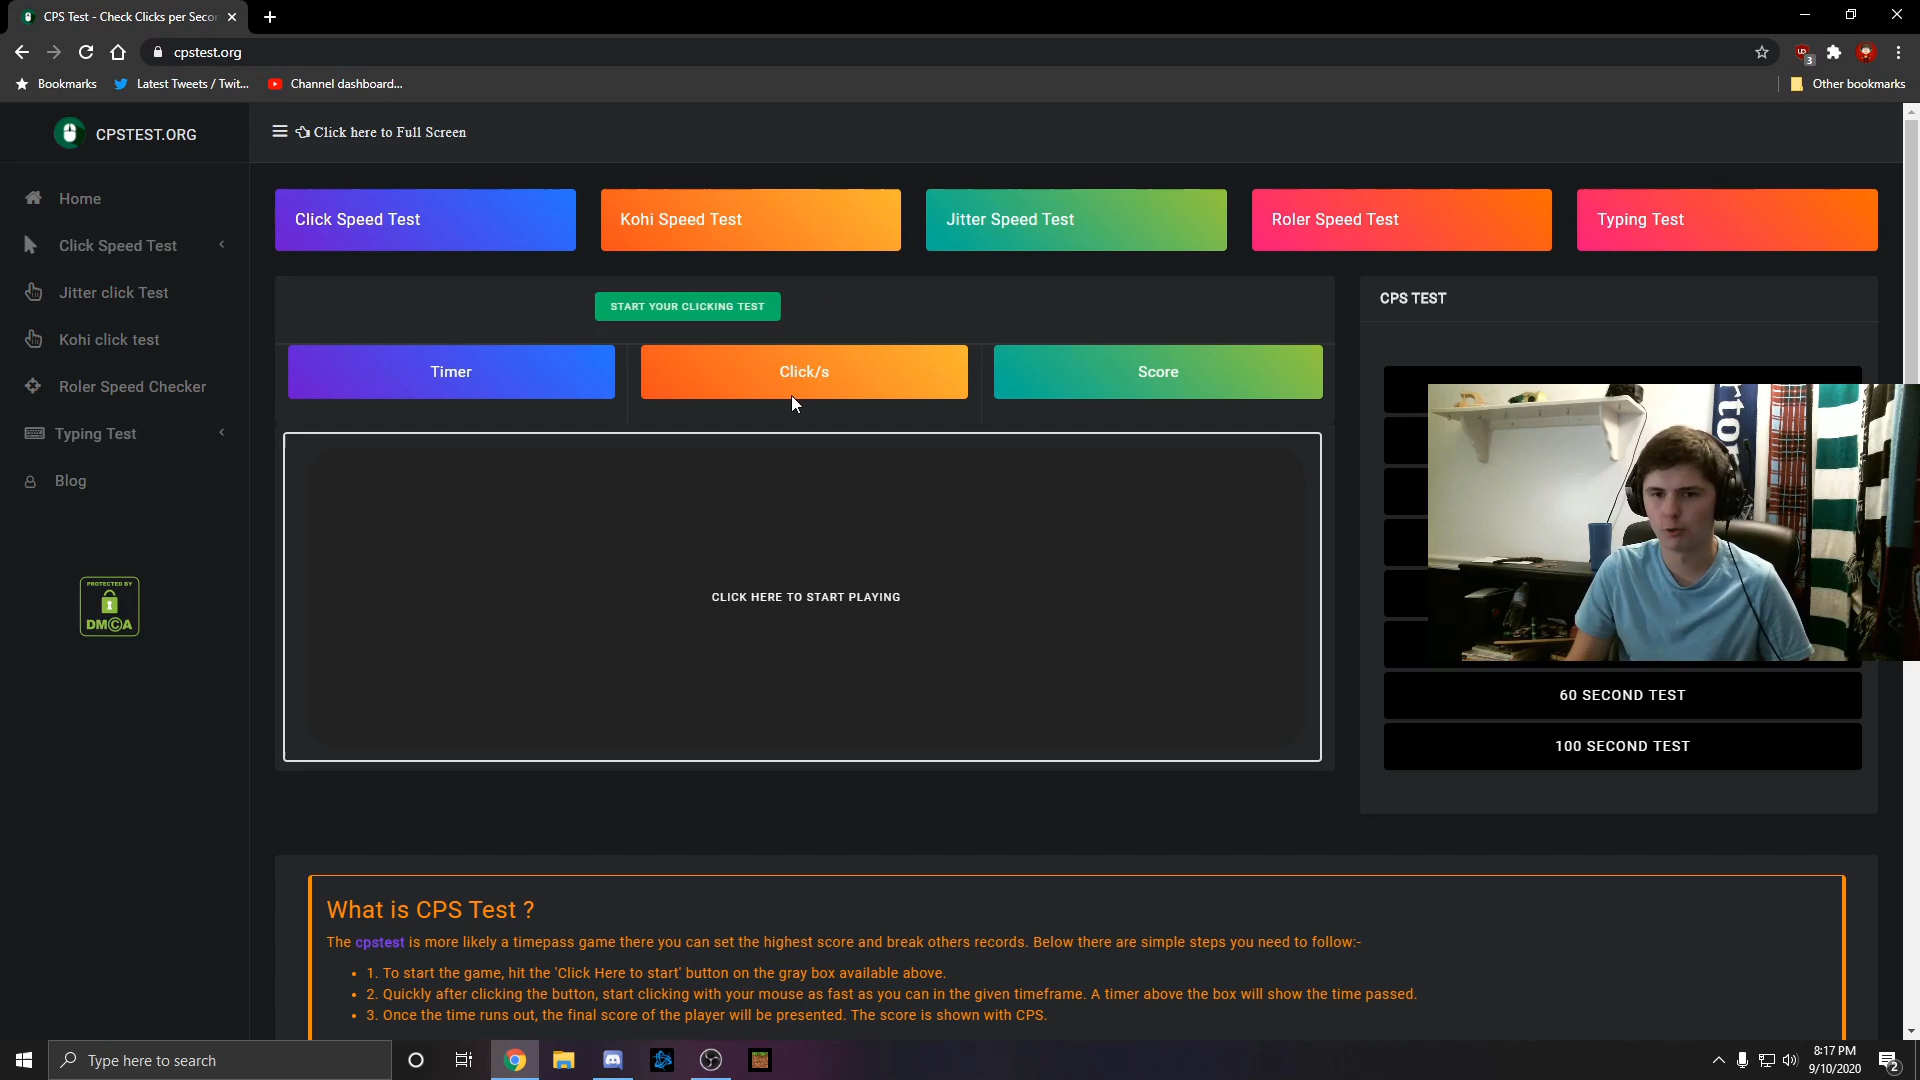 CPS Test - Check Clicks per Secon
cpstest.org
3
Bookmarks
Latest Tweets / Twit...
Channel dashboard...
Other bookmarks
CPSTEST.ORG
Click here to Full Screen
Home
Click Speed Test
Jitter click Test
Kohi click test
Roler Speed Checker
Typing Test
Blog
PROTECTED BY
DMCA
Click Speed Test
Kohi Speed Test
Jitter Speed Test
Roler Speed Test
Typing Test
START YOUR CLICKING TEST
Timer
Click/s
Score
CLICK HERE TO START PLAYING
CPS TEST
60 SECOND TEST
100 SECOND TEST
What is CPS Test ?
The cpstest is more likely a timepass game there you can set the highest score and break others records. Below there are simple steps you need to follow:-
• 1. To start the game, hit the 'Click Here to start' button on the gray box available above.
• 2. Quickly after clicking the button, start clicking with your mouse as fast as you can in the given timeframe. A timer above the box will show the time passed.
• 3. Once the time runs out, the final score of the player will be presented. The score is shown with CPS.
Type here to search
8:17 PM
9/10/2020
2